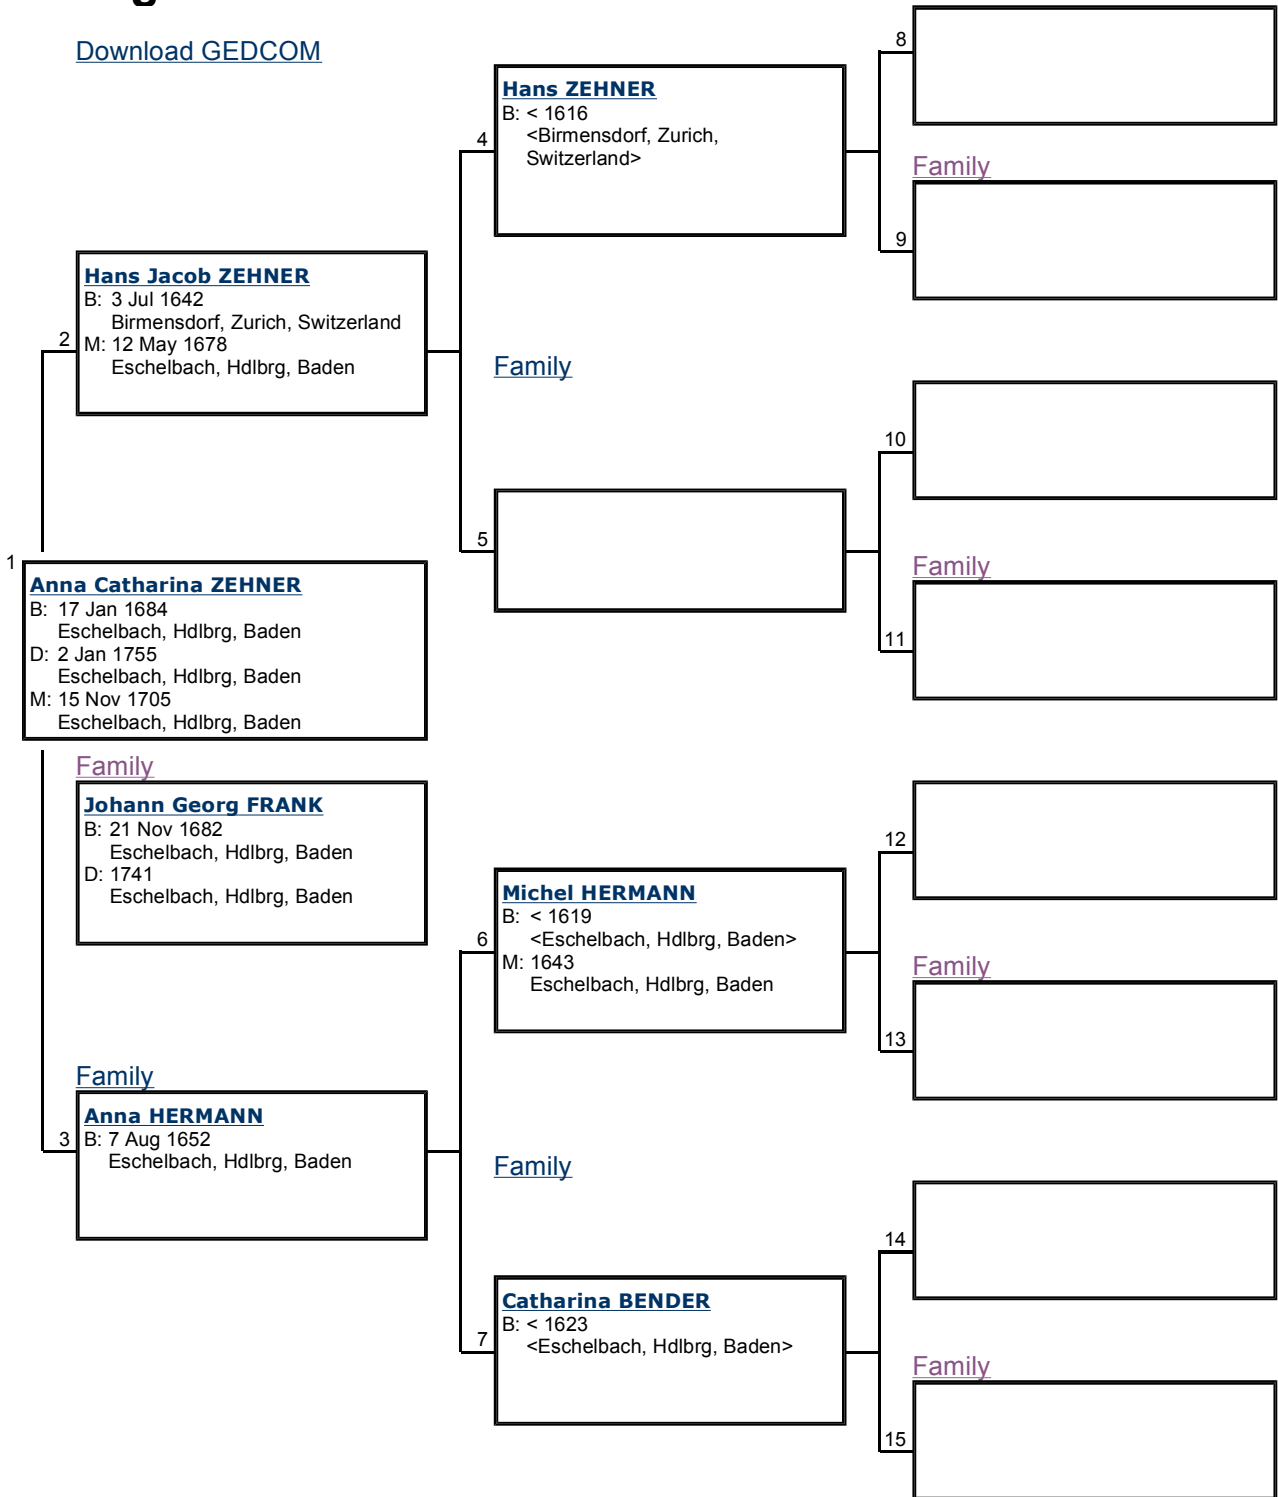 Download GEDCOM
8
Hans ZEHNER
B: < 1616
<Birmensdorf, Zurich,
Switzerland>
4
Family
9
Hans Jacob ZEHNER
B: 3 Jul 1642
Birmensdorf, Zurich, Switzerland
M: 12 May 1678
Eschelbach, Hdlbrg, Baden
2
Family
10
5
Family
11
1
Anna Catharina ZEHNER
B: 17 Jan 1684
Eschelbach, Hdlbrg, Baden
D: 2 Jan 1755
Eschelbach, Hdlbrg, Baden
M: 15 Nov 1705
Eschelbach, Hdlbrg, Baden
Family
Johann Georg FRANK
B: 21 Nov 1682
Eschelbach, Hdlbrg, Baden
D: 1741
Eschelbach, Hdlbrg, Baden
12
Michel HERMANN
B: < 1619
<Eschelbach, Hdlbrg, Baden>
M: 1643
Eschelbach, Hdlbrg, Baden
6
Family
13
Family
Anna HERMANN
B: 7 Aug 1652
Eschelbach, Hdlbrg, Baden
3
Family
14
Catharina BENDER
B: < 1623
<Eschelbach, Hdlbrg, Baden>
7
Family
15